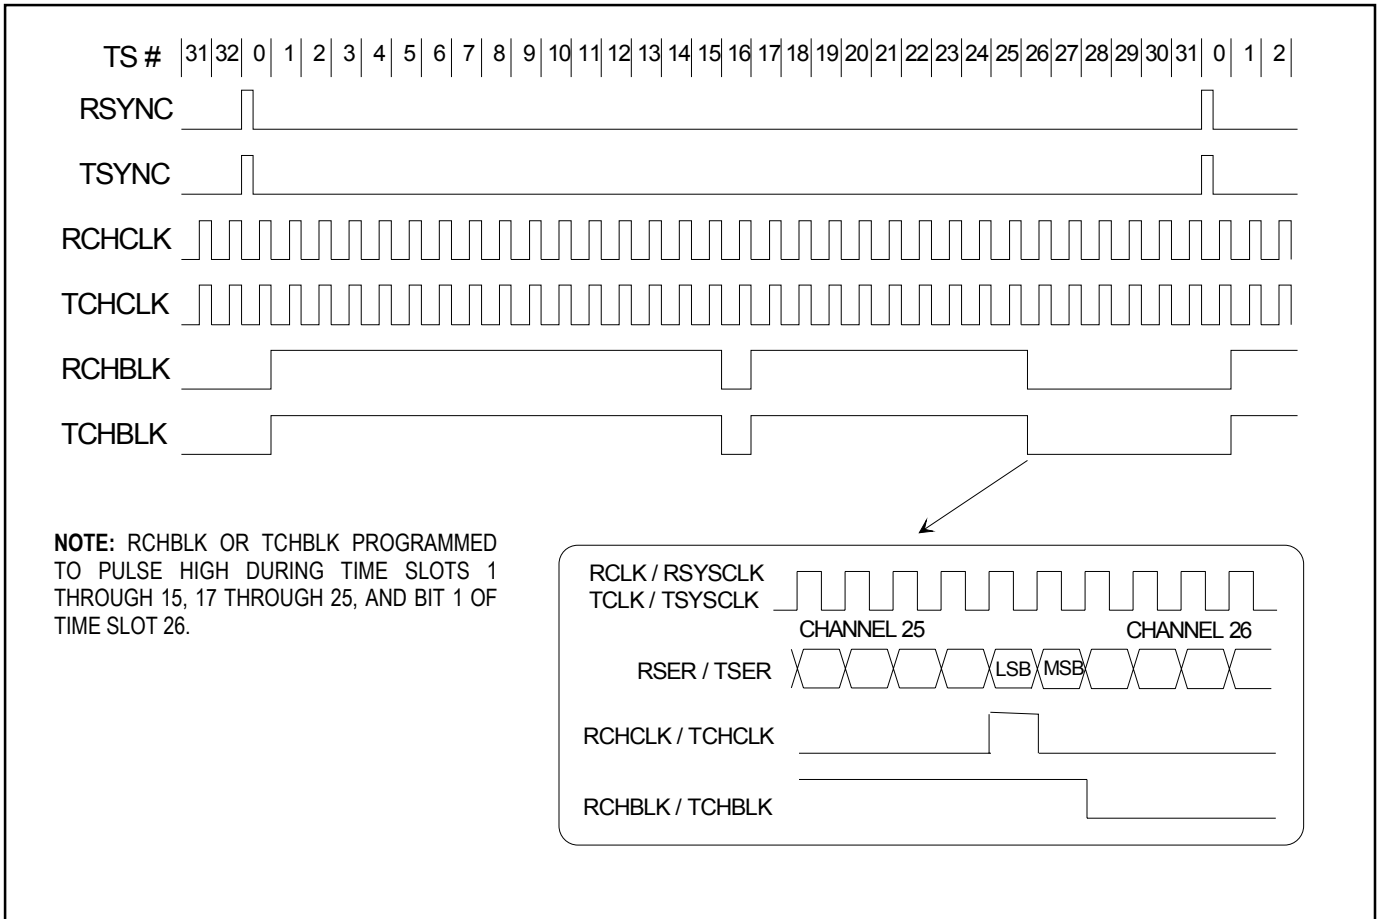 TS # 31 32 0 1 2 3 4 5 6 7 8 9 10 11 12 13 14 15 16 17 18 19 20 21 22 23 24 25 26 27 28 29 30 31 0 1 2
RSYNC
TSYNC
RCHCLK
TCHCLK
RCHBLK
TCHBLK
NOTE: RCHBLK OR TCHBLK PROGRAMMED
TO PULSE HIGH DURING TIME SLOTS 1
THROUGH 15, 17 THROUGH 25, AND BIT 1 OF
TIME SLOT 26.
RCLK / RSYSCLK
TCLK / TSYSCLK
CHANNEL 25 CHANNEL 26
RSER / TSER LSB MSB
RCHCLK / TCHCLK
RCHBLK / TCHBLK